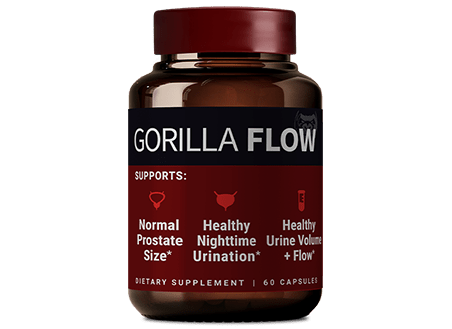 GORILLA FLOW
SUPPORTS:
Normal
Prostate
Size*
Healthy
Nighttime
Urination*
Healthy
Urine Volume
+ Flow*
DIETARY SUPPLEMENT | 60 CAPSULES